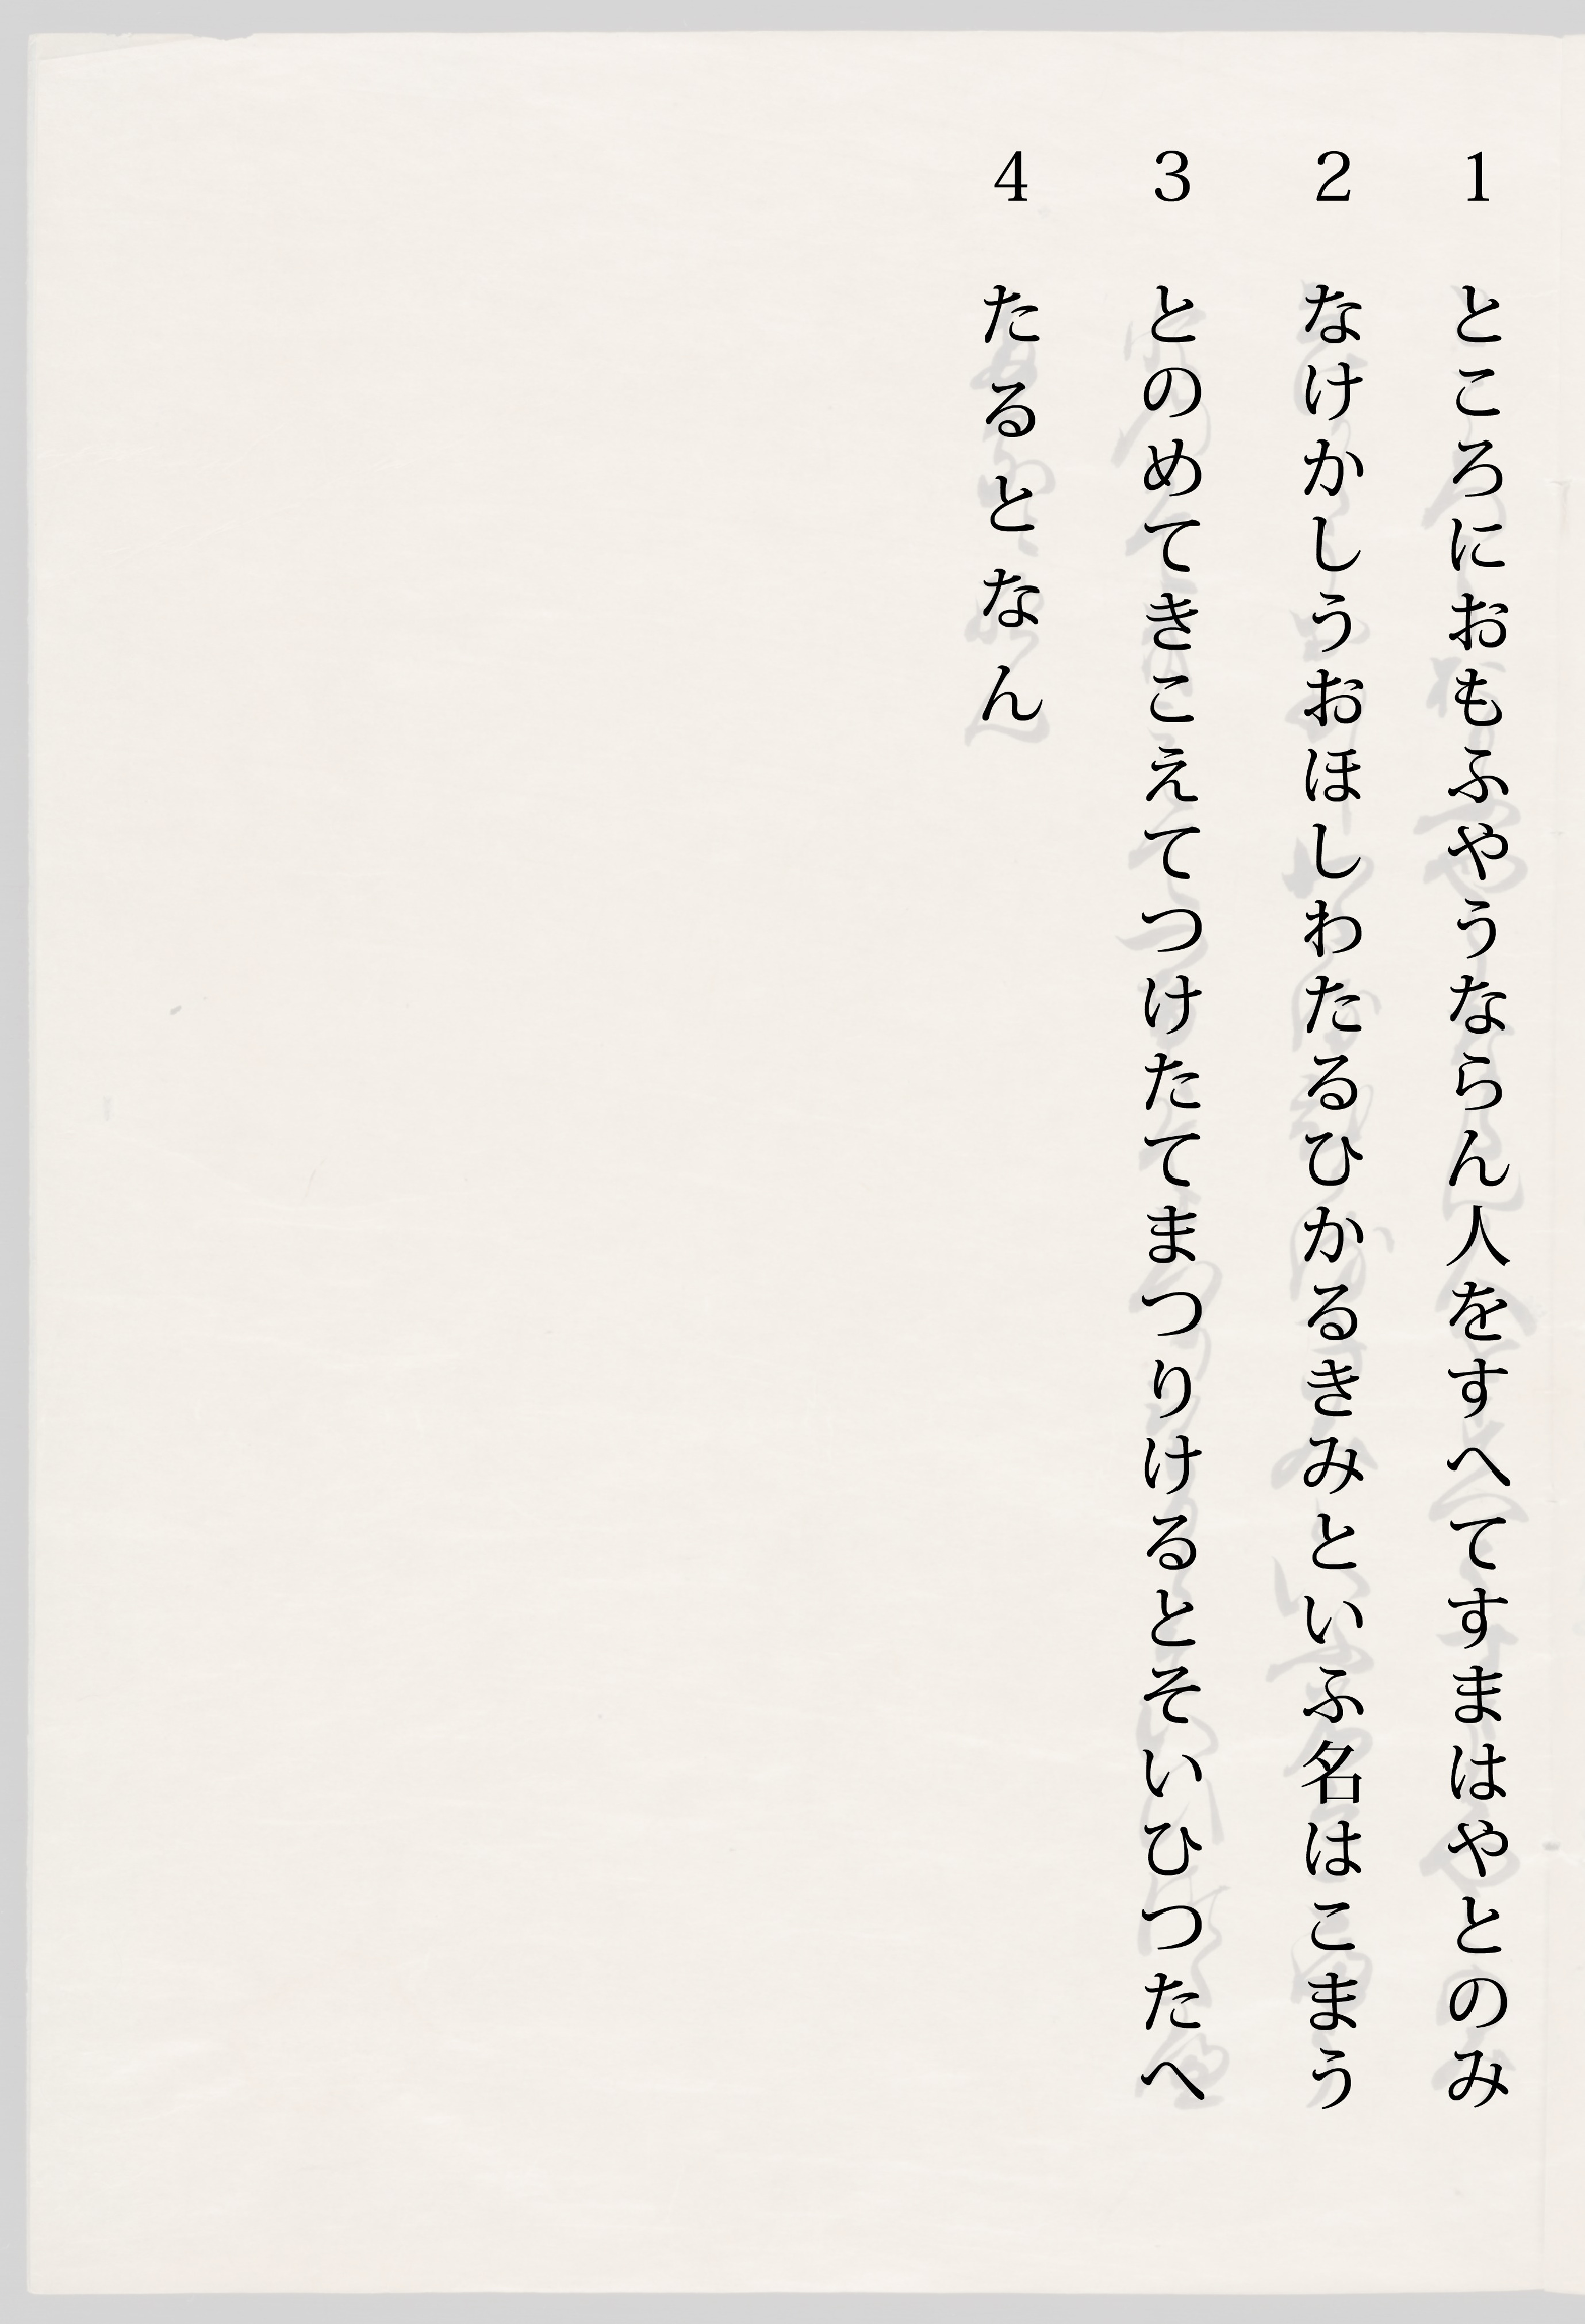 1 ところにおもふやうならん人をすへてすまはやとのみ
2 なけかしうおほしわたるひかるきみといふ名はこまう
3 とのめてきこえてつけたてまつりけるとそいひつたへ
4 たるとなん